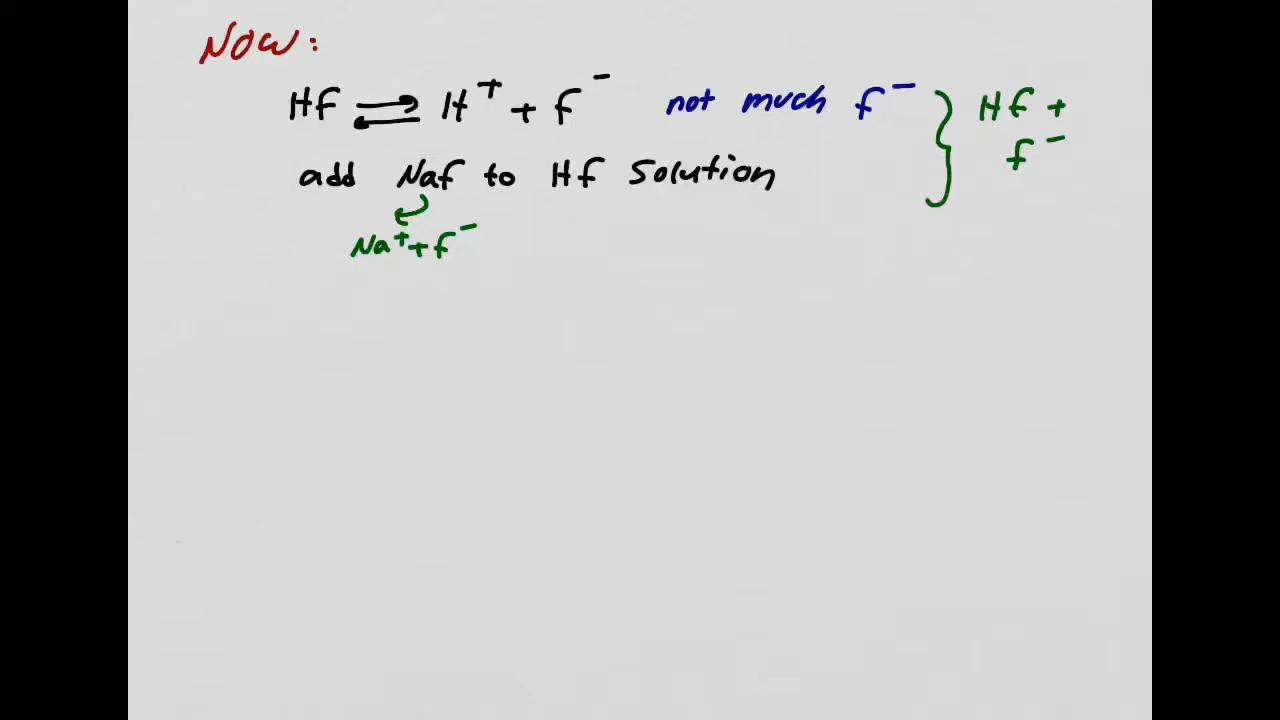 Now:
Hf ⇌ H⁺ + f⁻ not much f⁻ } Hf +
f⁻
add Naf to Hf Solution
Na⁺ + f⁻